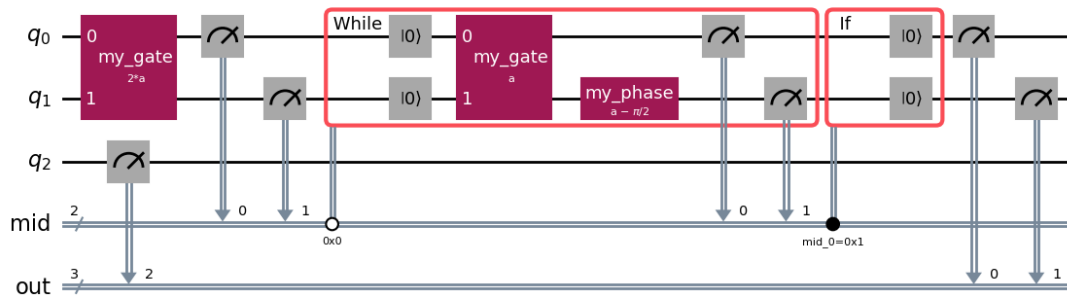 While If
q0 0 |0⟩ 0 |0⟩
my_gate my_gate
2*a a
q1 1 |0⟩ 1 my_phase |0⟩
a − π/2
q2
mid 2 0 1 0 1
0x0 mid_0=0x1
out 3 2 0 1